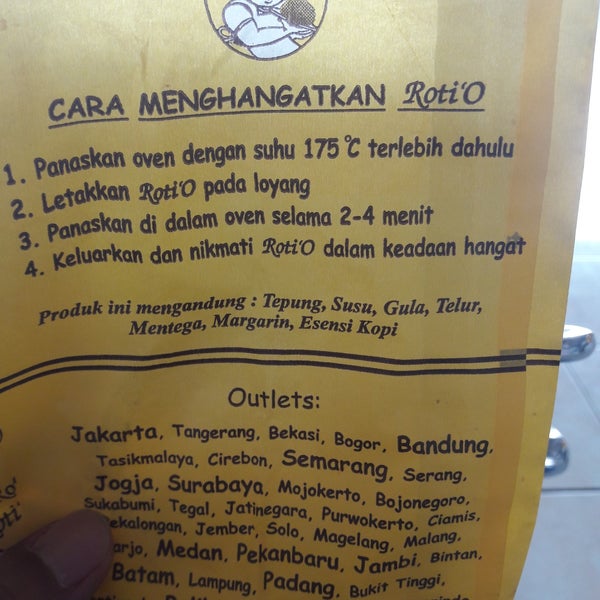 CARA MENGHANGATKAN Roti'O
1. Panaskan oven dengan suhu 175 °C terlebih dahulu
2. Letakkan Roti'O pada loyang
3. Panaskan di dalam oven selama 2-4 menit
4. Keluarkan dan nikmati Roti'O dalam keadaan hangat
Produk ini mengandung : Tepung, Susu, Gula, Telur,
Mentega, Margarin, Esensi Kopi
Outlets:
Jakarta, Tangerang, Bekasi, Bogor, Bandung,
Tasikmalaya, Cirebon, Semarang, Serang,
Jogja, Surabaya, Mojokerto, Bojonegoro,
Sukabumi, Tegal, Jatinegara, Purwokerto, Ciamis,
Jember, Solo, Magelang, Malang,
Medan, Pekanbaru, Jambi, Bintan,
Batam, Lampung, Padang, Bukit Tinggi,